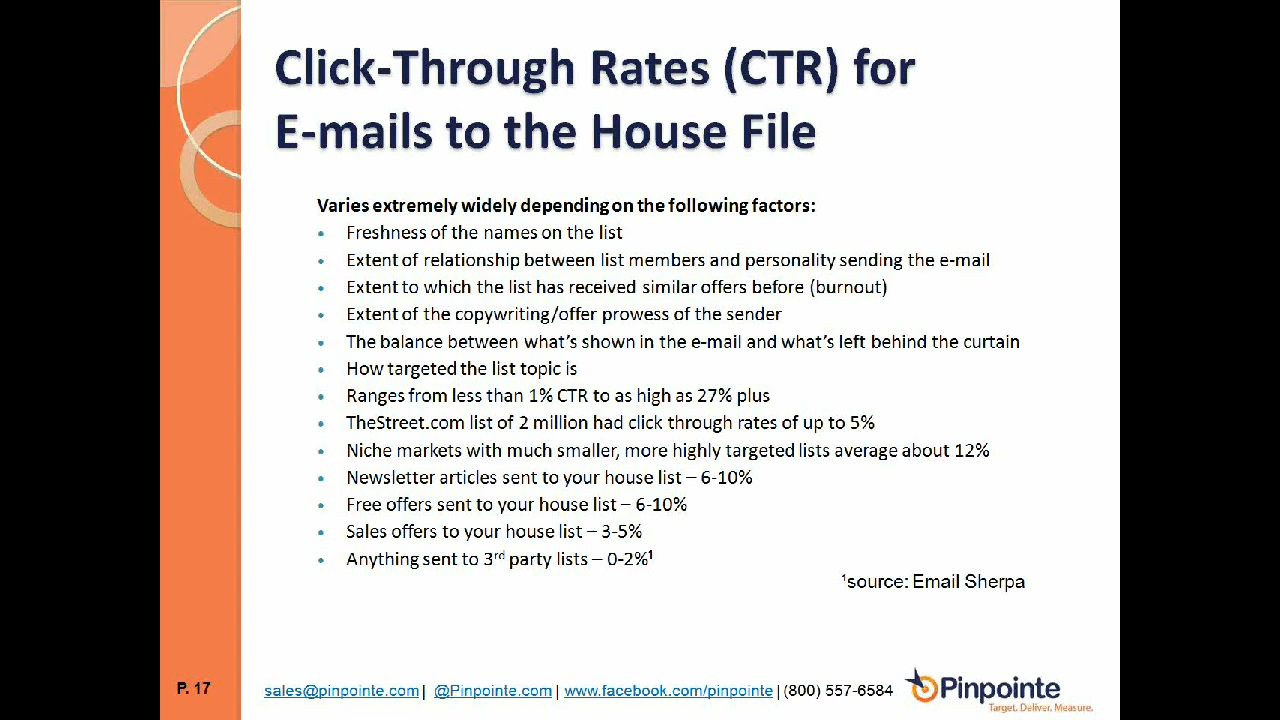 Click-Through Rates (CTR) for
E-mails to the House File
Varies extremely widely depending on the following factors:
• Freshness of the names on the list
• Extent of relationship between list members and personality sending the e-mail
• Extent to which the list has received similar offers before (burnout)
• Extent of the copywriting/offer prowess of the sender
• The balance between what's shown in the e-mail and what's left behind the curtain
• How targeted the list topic is
• Ranges from less than 1% CTR to as high as 27% plus
• TheStreet.com list of 2 million had click through rates of up to 5%
• Niche markets with much smaller, more highly targeted lists average about 12%
• Newsletter articles sent to your house list – 6-10%
• Free offers sent to your house list – 6-10%
• Sales offers to your house list – 3-5%
• Anything sent to 3rd party lists – 0-2%¹
¹source: Email Sherpa
P. 17
sales@pinpointe.com | @Pinpointe.com | www.facebook.com/pinpointe | (800) 557-6584
Pinpointe
Target. Deliver. Measure.